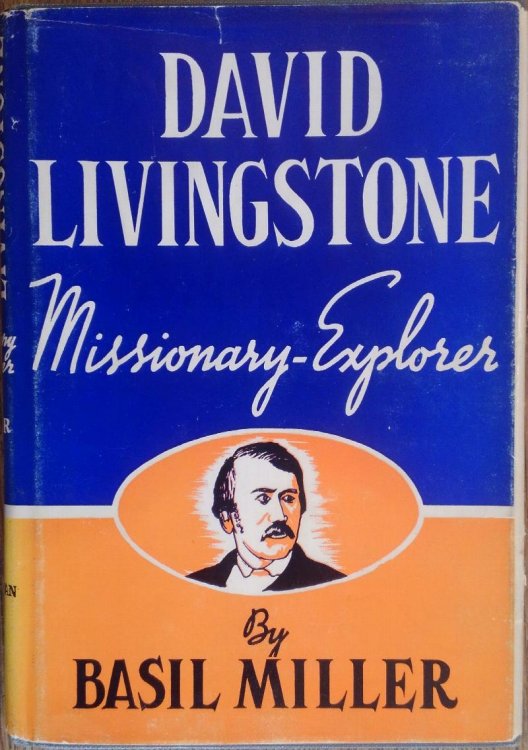 DAVID
LIVINGSTONE
Missionary-Explorer
By
BASIL MILLER